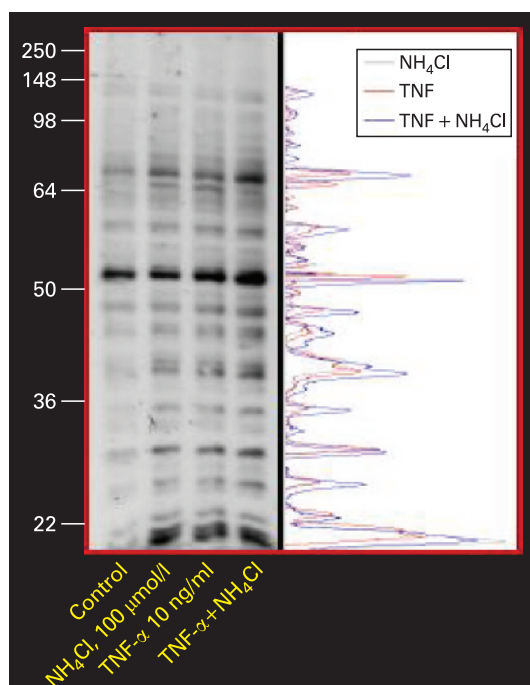 250
148
98
64
50
36
22
NH₄Cl
TNF
TNF + NH₄Cl
Control
NH₄Cl, 100 μmol/l
TNF-α 10 ng/ml
TNF-α+NH₄Cl